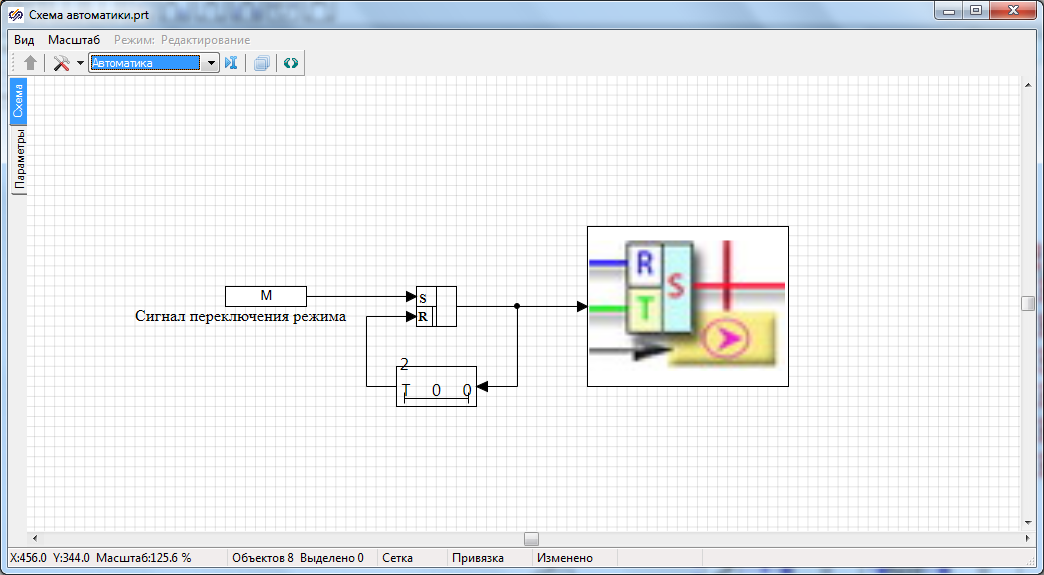 Схема автоматики.prt
Вид Масштаб Режим: Редактирование
Автоматика
Схема
Параметры
M
Сигнал переключения режима
S
R
2
T 0 0
R
T
S
X:456.0 Y:344.0 Масштаб:125.6 % Объектов 8 Выделено 0 Сетка Привязка Изменено